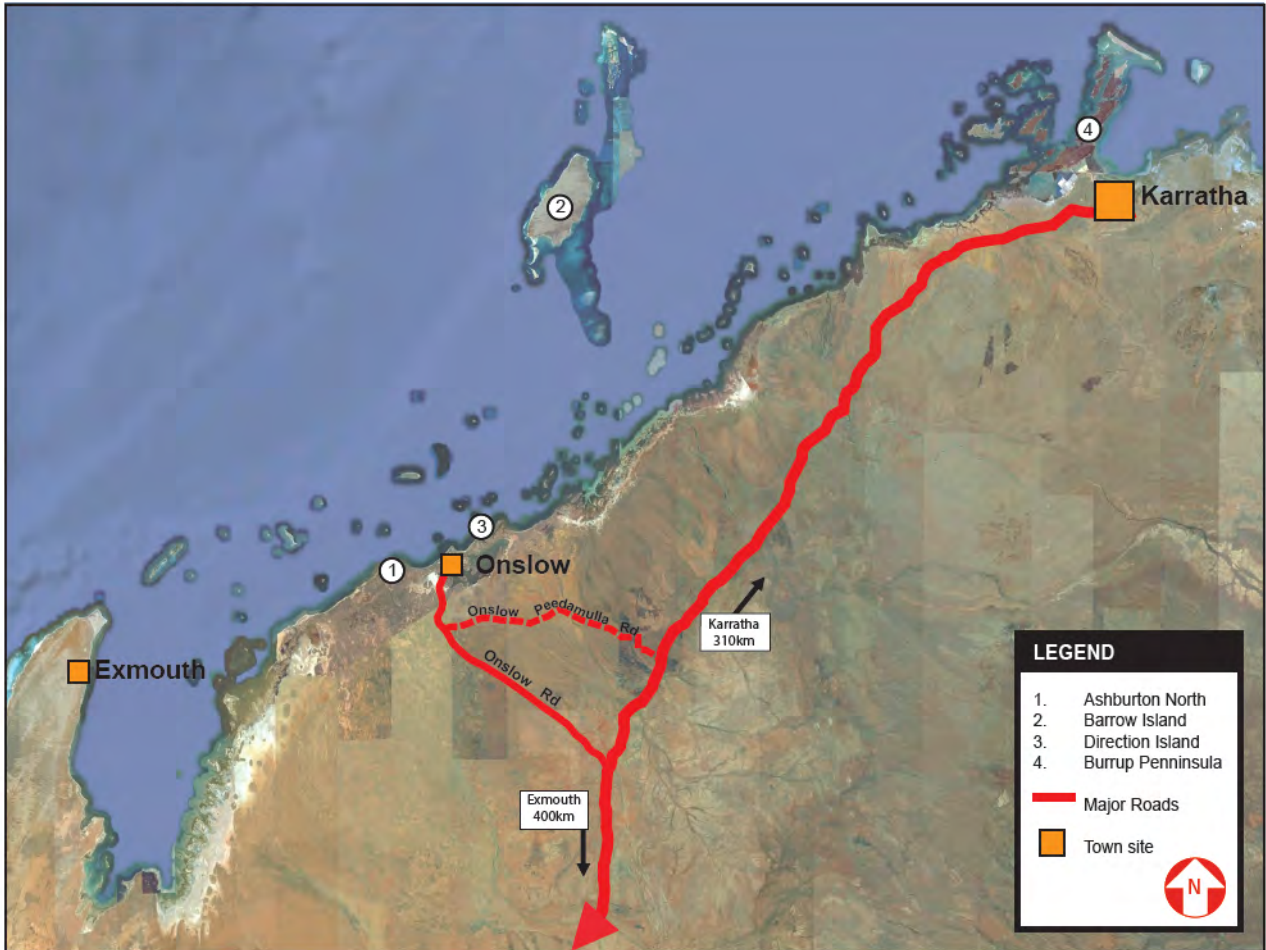 4
2
Karratha
3
1
Onslow
Onslow Peedamulla Rd
Karratha
310km
Onslow Rd
Exmouth
Exmouth
400km
LEGEND
1. Ashburton North
2. Barrow Island
3. Direction Island
4. Burrup Penninsula
Major Roads
Town site
N